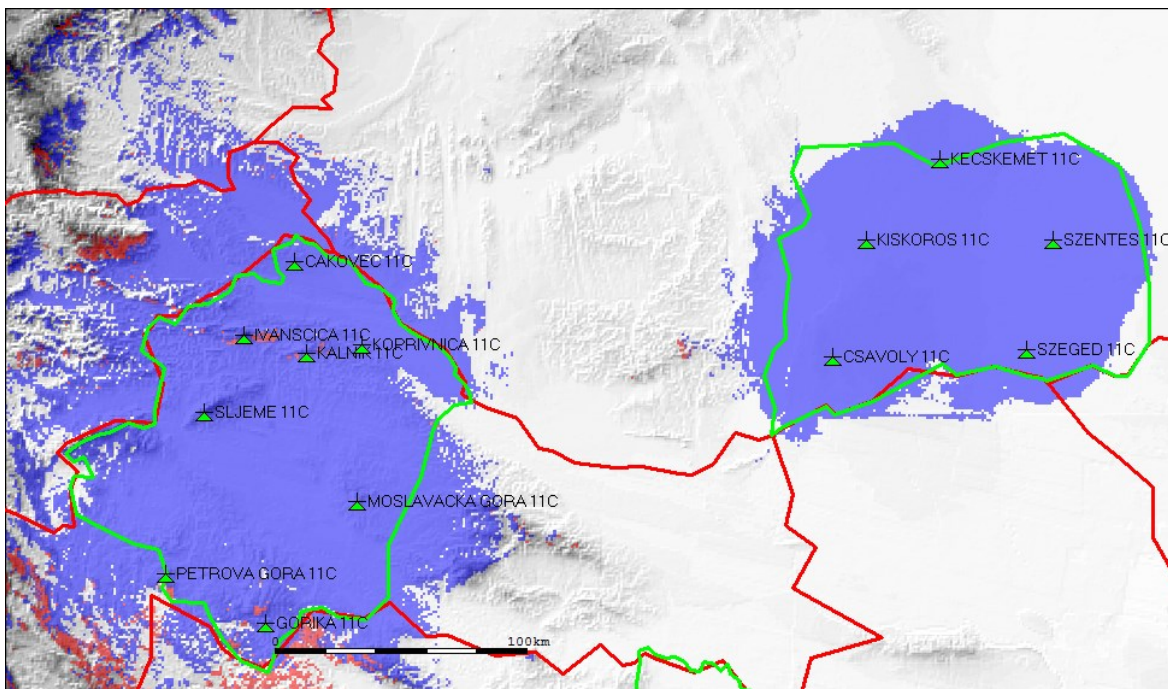 KECSKEMET 11C
KISKOROS 11C
SZENTES 11C
CAKOVEC 11C
IVANSCICA 11C
KOPRIVNICA 11C
KALNIK 11C
CSAVOLY 11C
SZEGED 11C
SLJEME 11C
MOSLAVACKA GORA 11C
PETROVA GORA 11C
GORIKA 11C
0 100km